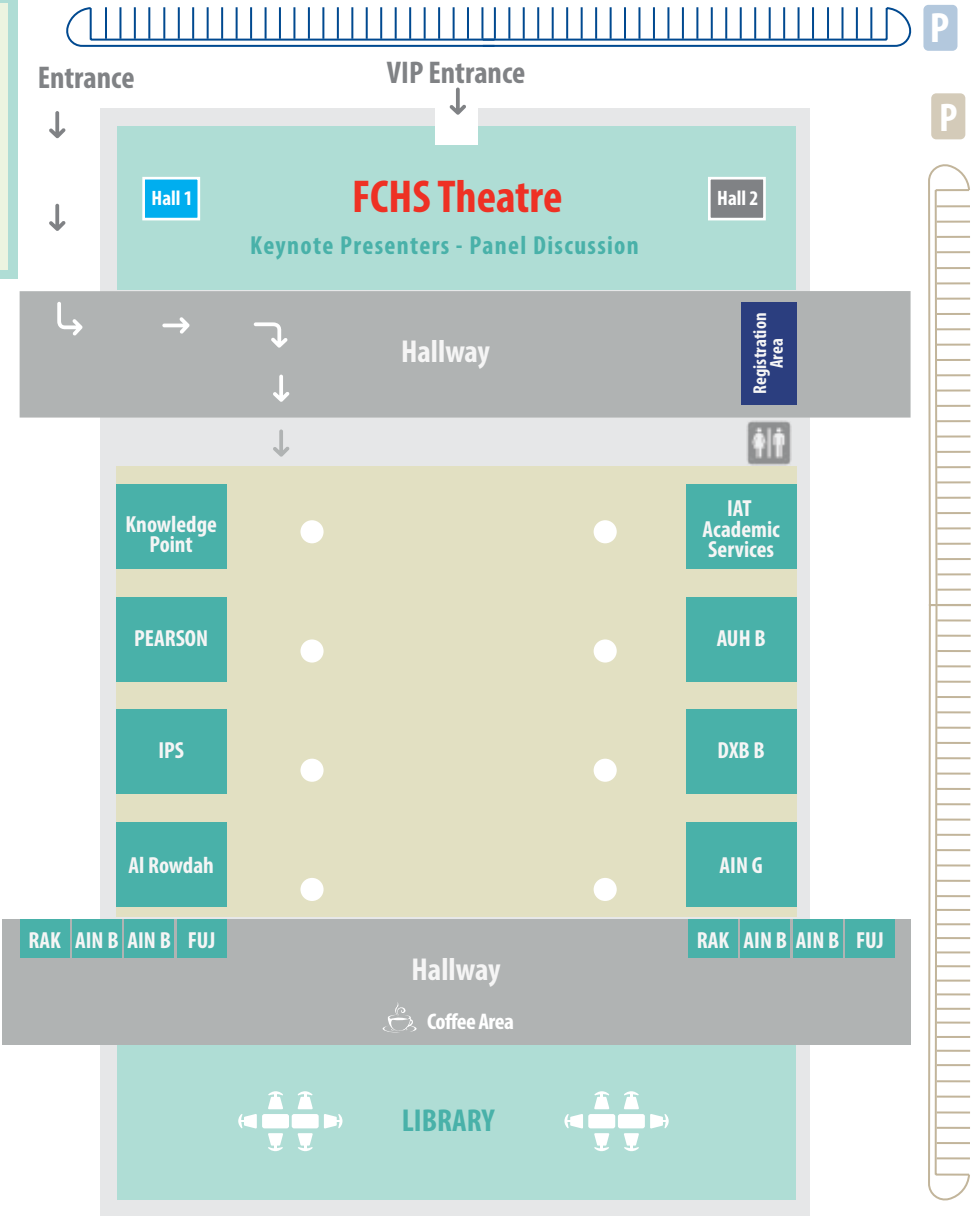 P
Entrance
VIP Entrance
P
Hall 1
FCHS Theatre
Hall 2
Keynote Presenters - Panel Discussion
Hallway
Registration
Area
Knowledge
Point
IAT
Academic
Services
PEARSON
AUH B
IPS
DXB B
Al Rowdah
AIN G
RAK AIN B AIN B FUJ
RAK AIN B AIN B FUJ
Hallway
Coffee Area
LIBRARY